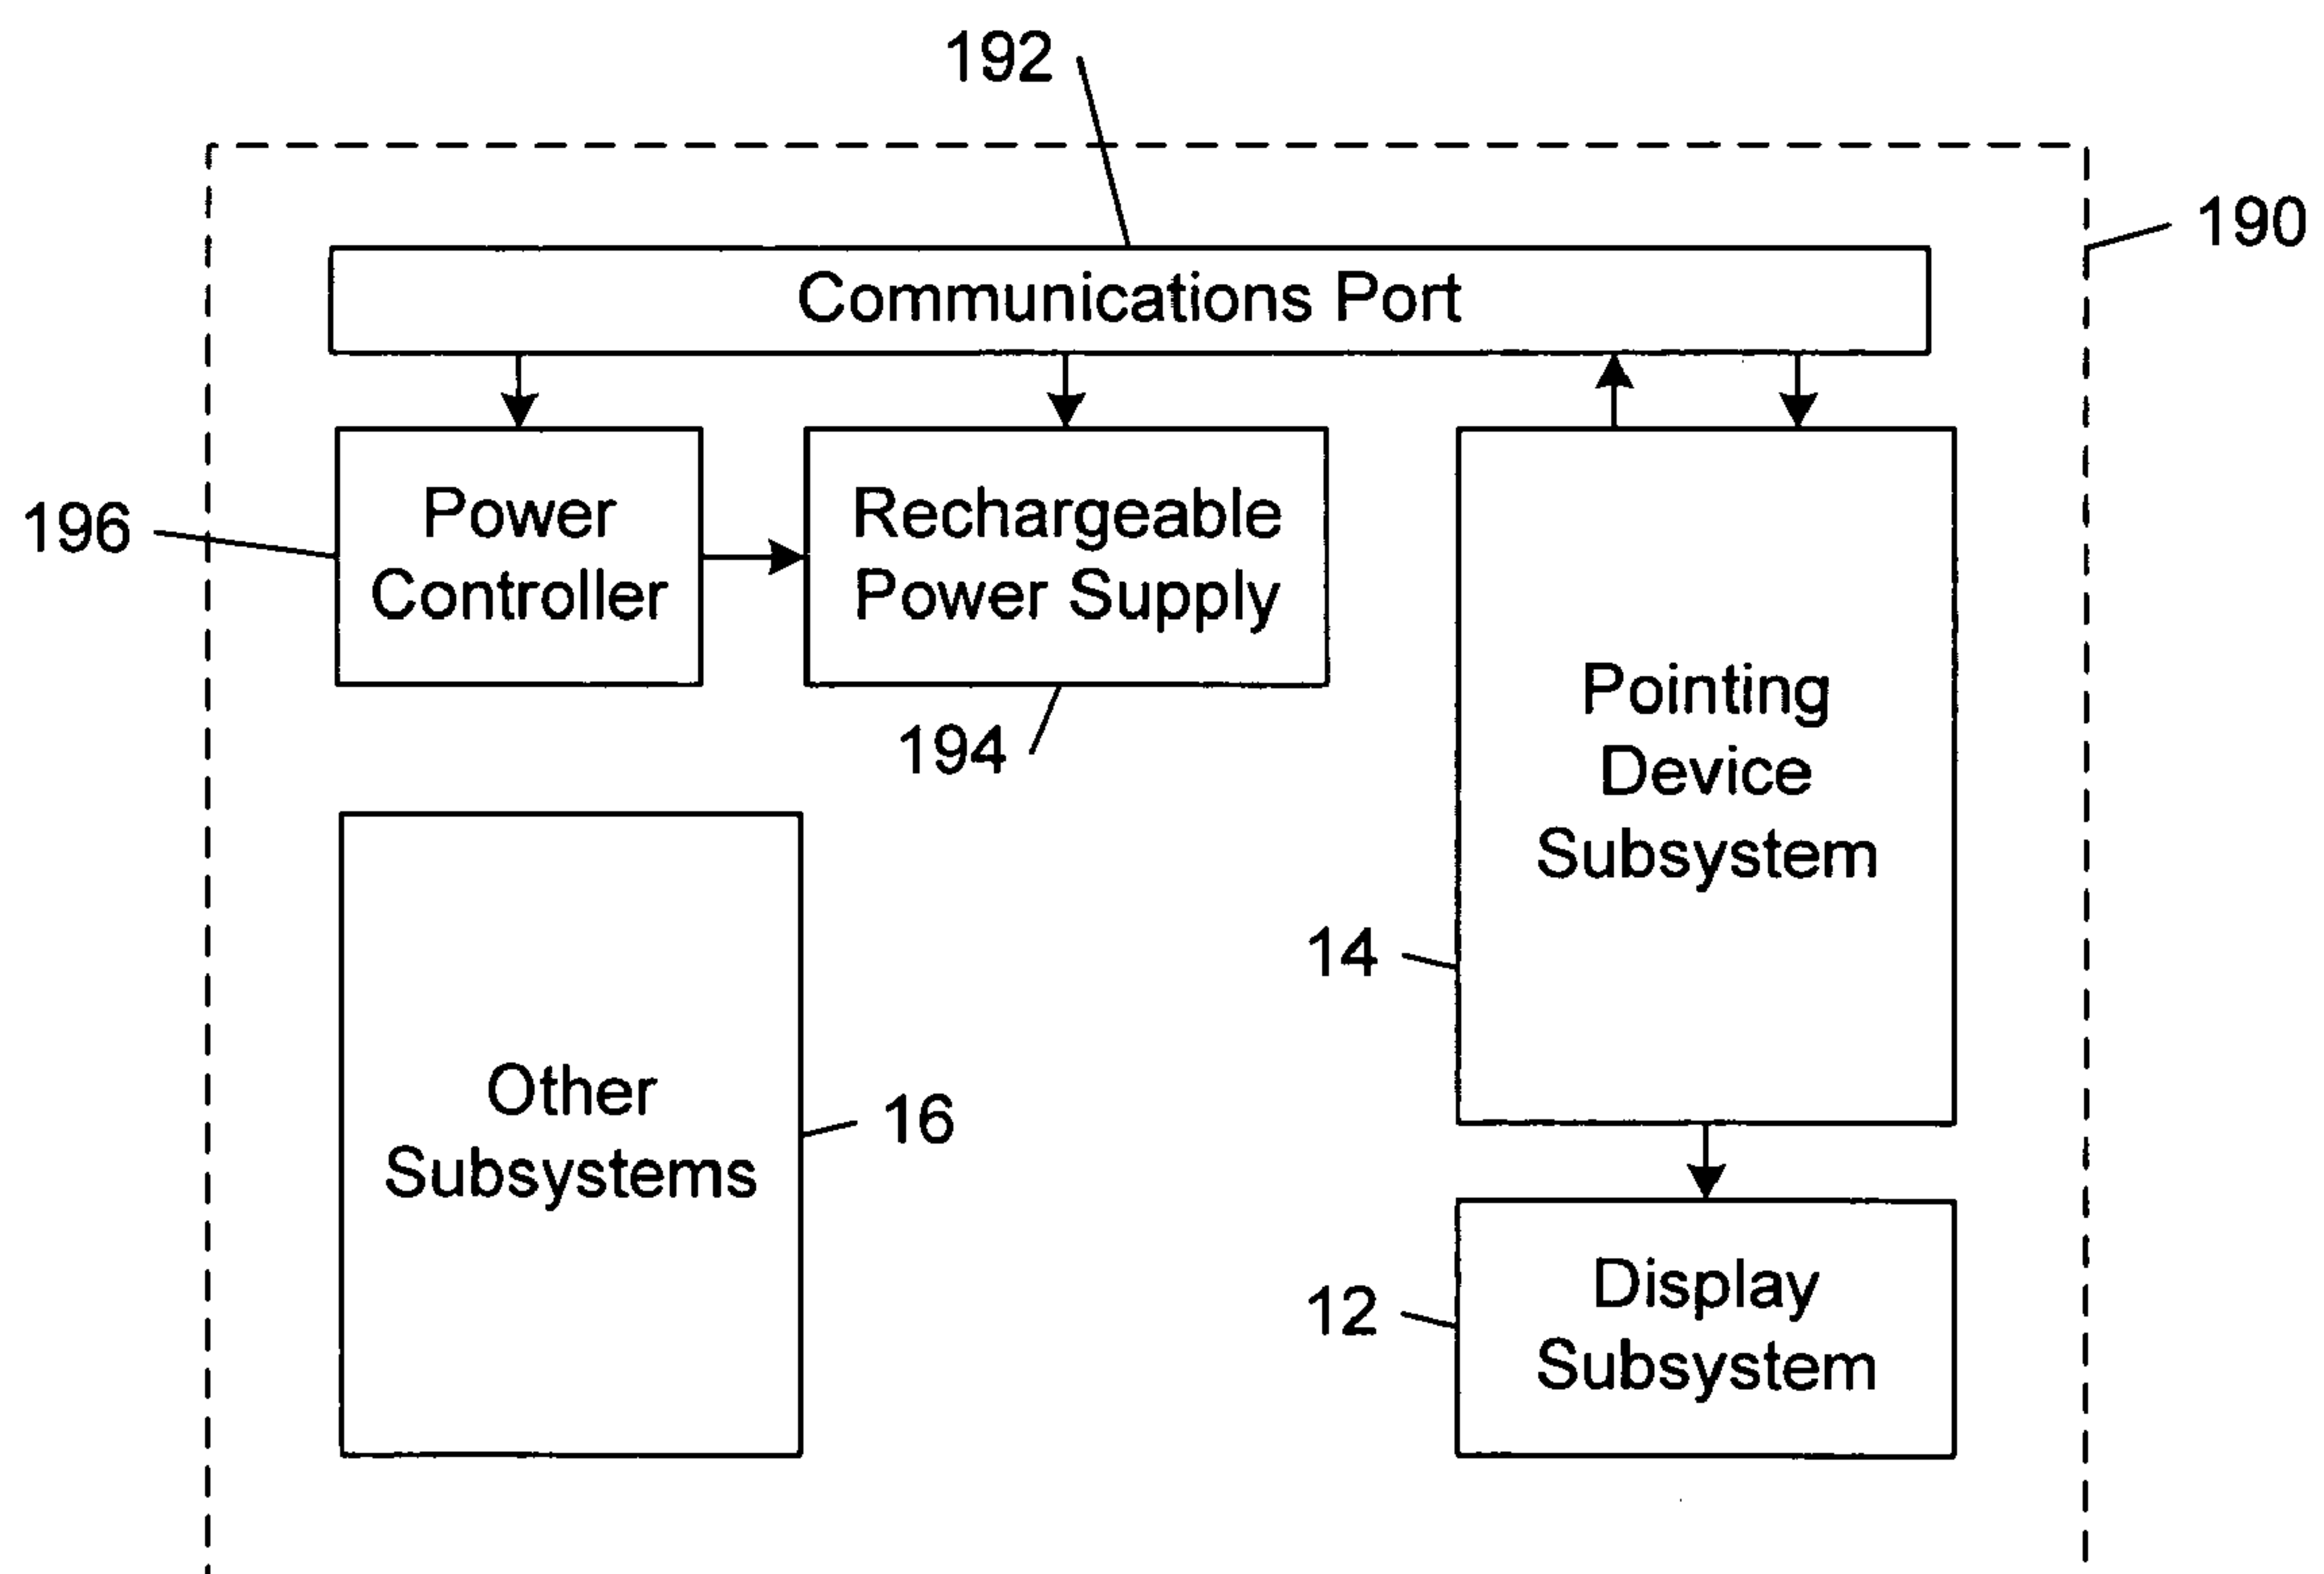 192
190
Communications Port
Power
Controller
196
Rechargeable
Power Supply
194
Pointing
Device
Subsystem
14
Other
Subsystems
16
Display
Subsystem
12